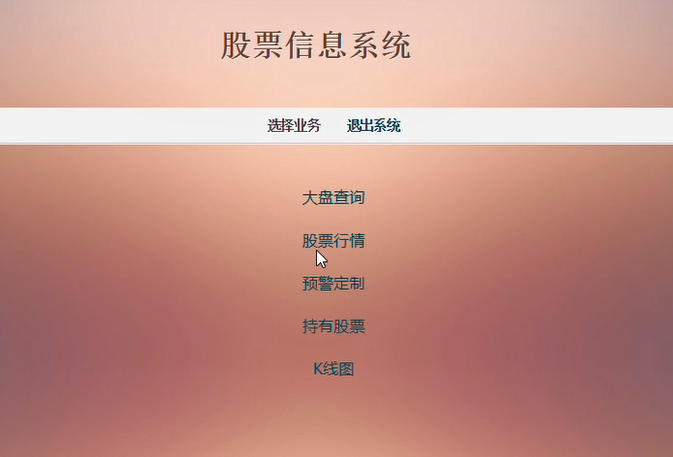 股票信息系统
选择业务 退出系统
大盘查询
股票行情
预警定制
持有股票
K线图